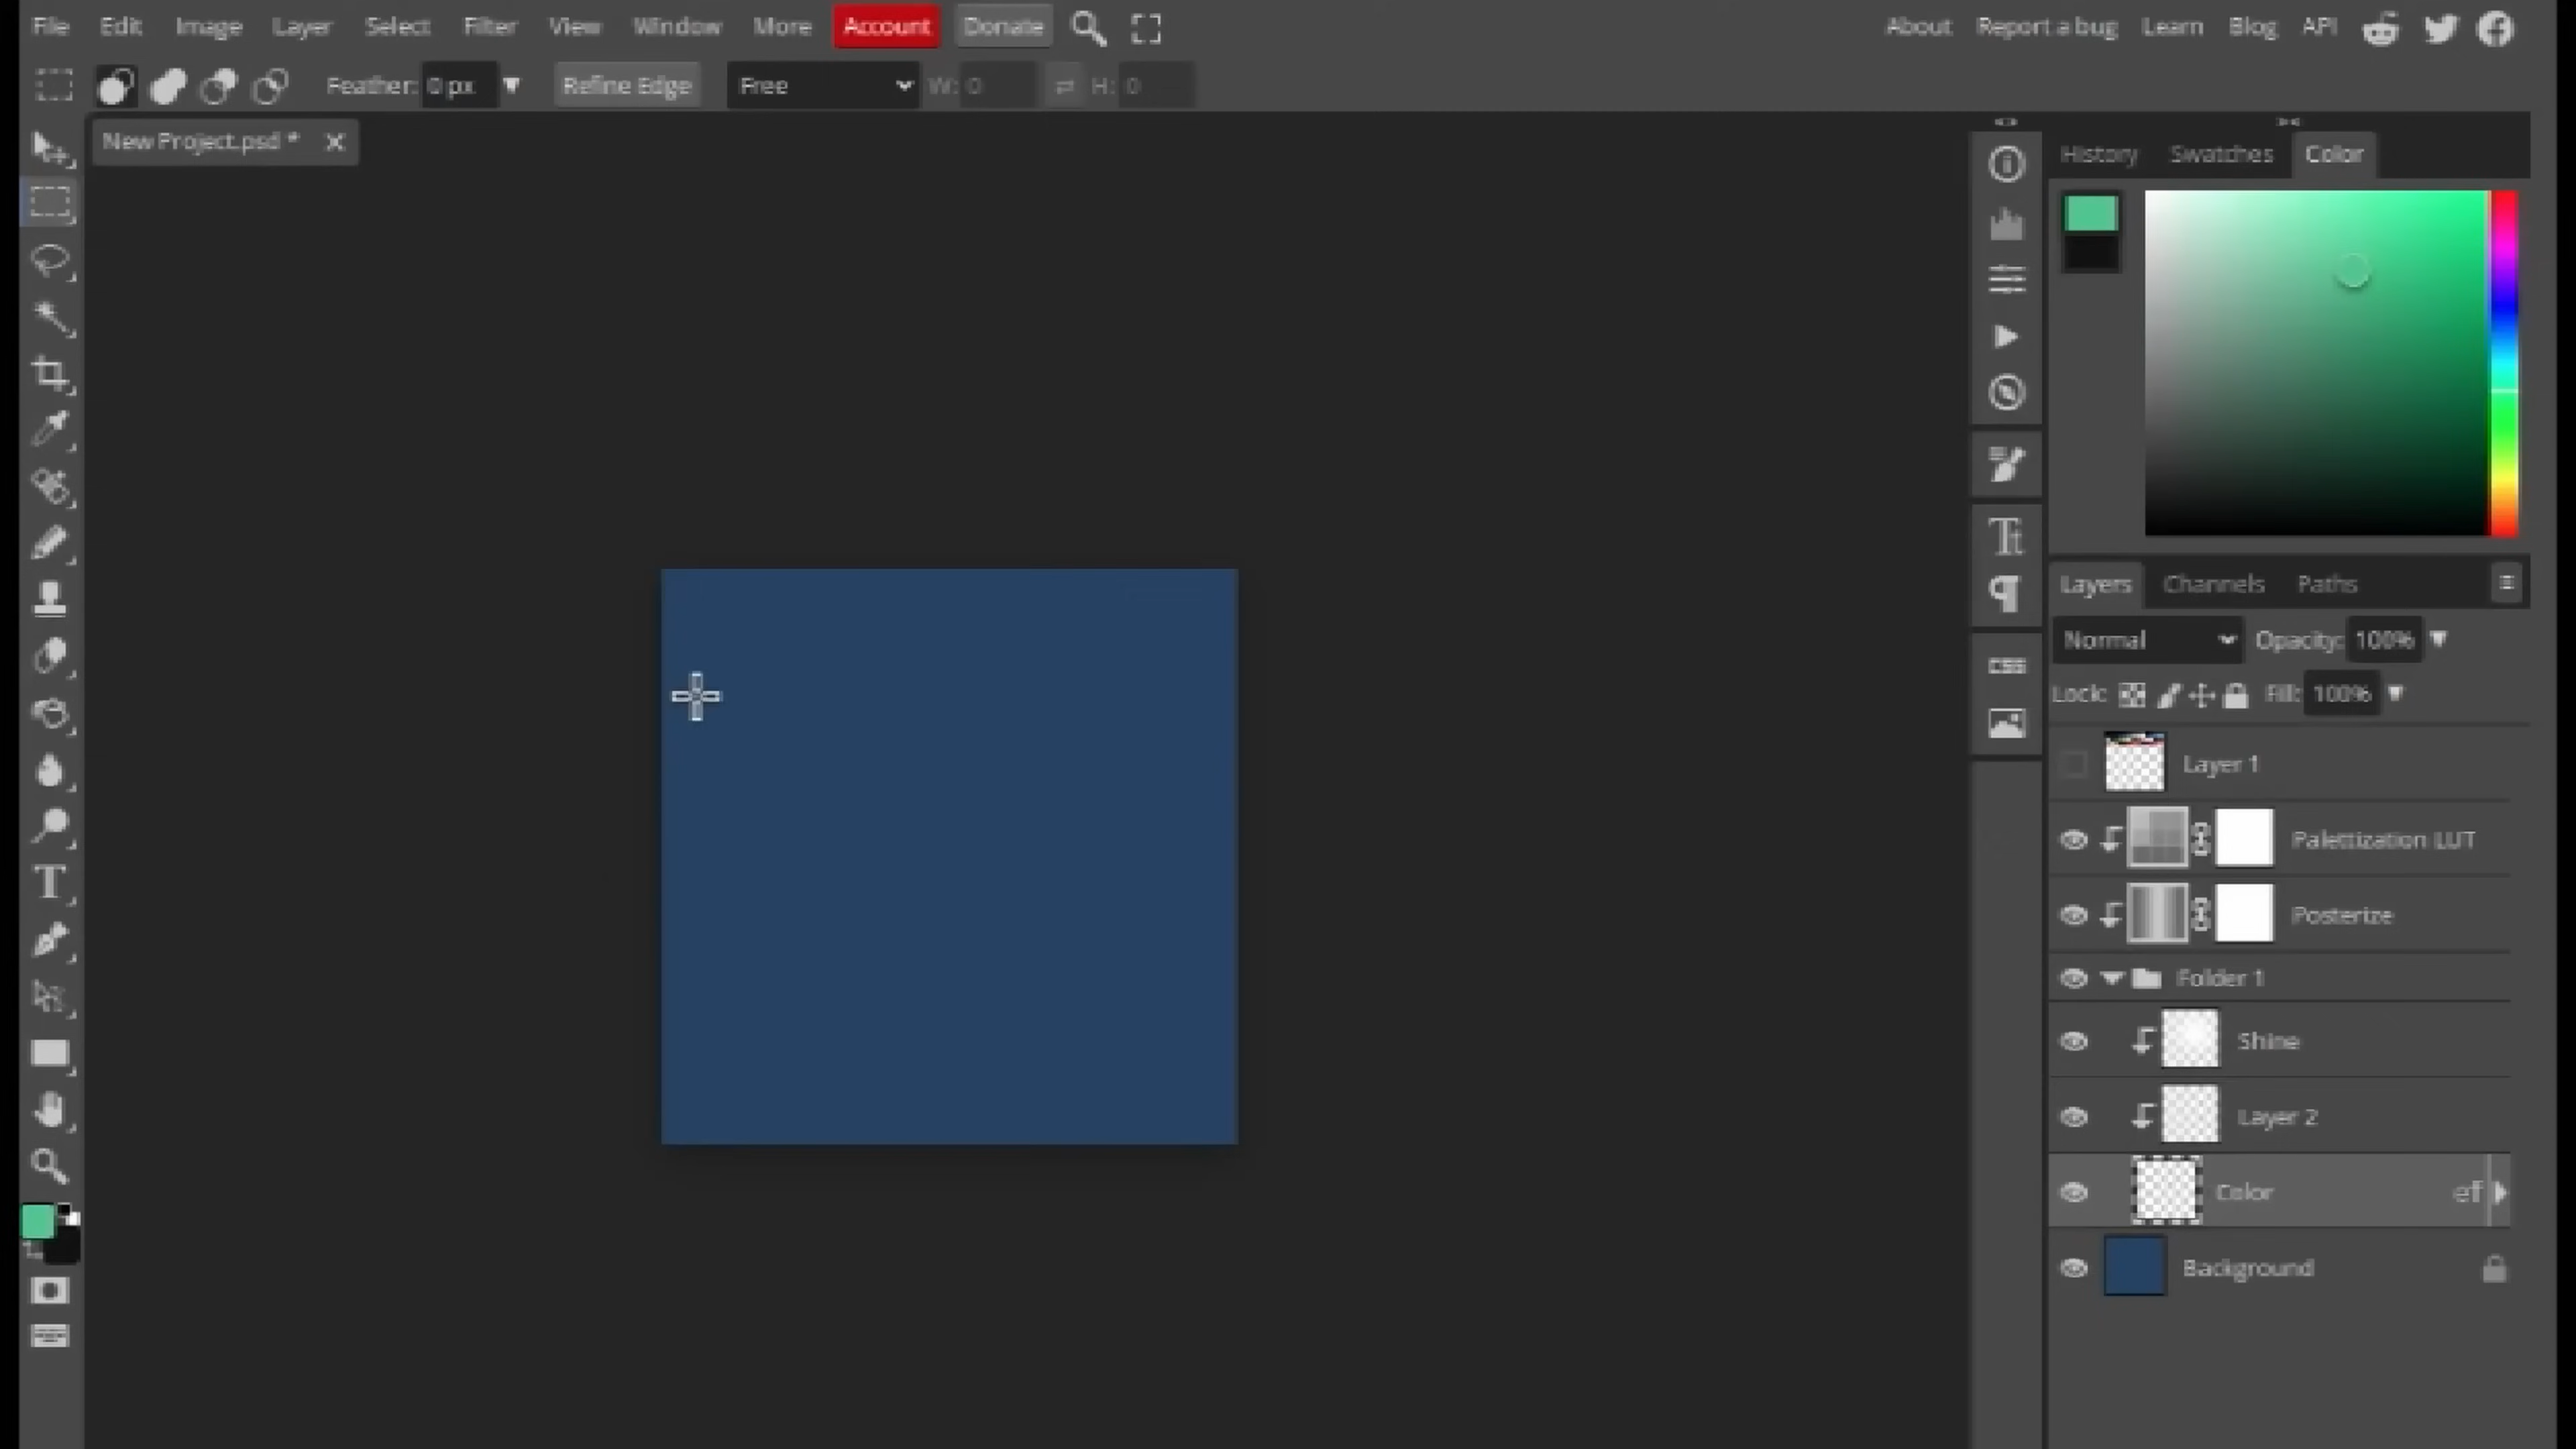 File Edit Image Layer Select Filter View Window More Account Donate About Report a bug Learn Blog API
Feather: 0 px Refine Edge Free W: 0 H: 0
New Project.psd *
History Swatches Color
Layers Channels Paths
Normal Opacity: 100%
Lock: Fill: 100%
CSS
Layer 1
Palettization LUT
Posterize
Folder 1
Shine
Layer 2
Color eff
Background